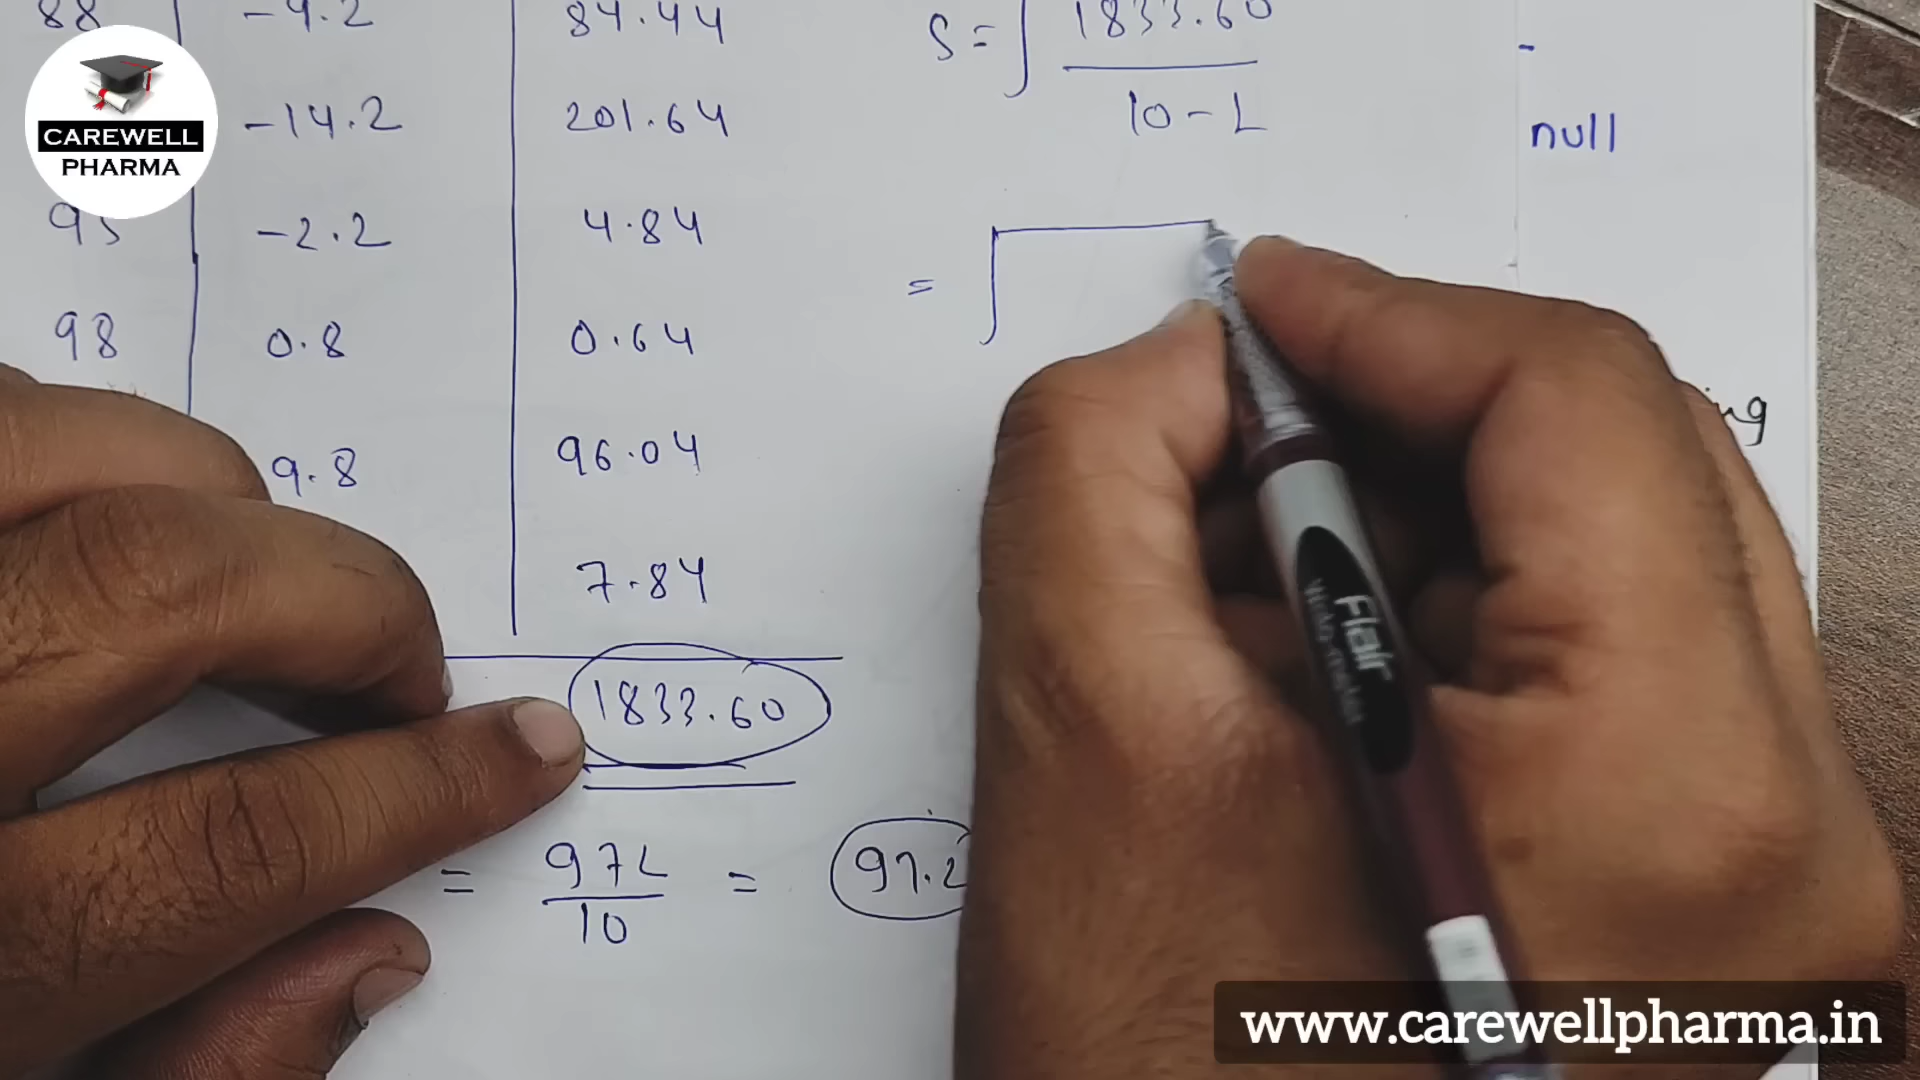 88 -9.2 84.44 S = √ 1833.60
CAREWELL
PHARMA
-14.2 201.64 10-1
null
95 -2.2 4.84
= √
98 0.8 0.64
9.8 96.04
7.84
Flair
1833.60
= 972/10 = 97.2
www.carewellpharma.in